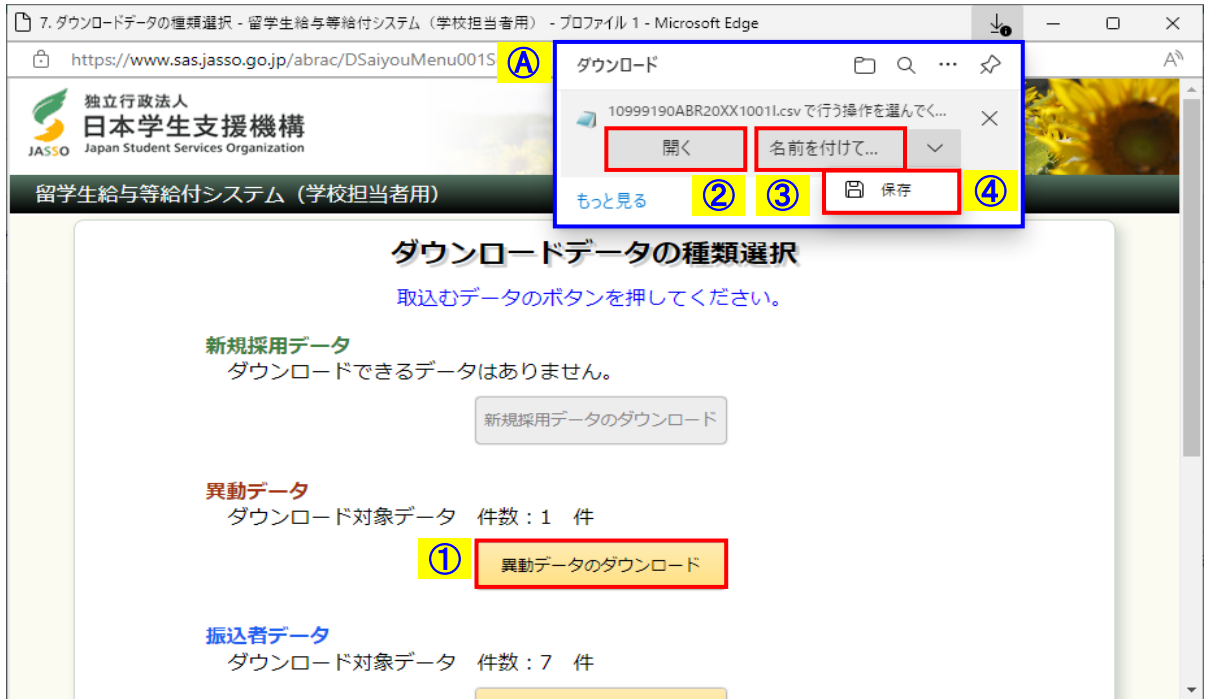 7. ダウンロードデータの種類選択 - 留学生給与等給付システム（学校担当者用） - プロファイル 1 - Microsoft Edge
https://www.sas.jasso.go.jp/abrac/DSaiyouMenu001S
Ⓐ
ダウンロード
10999190ABR20XX1001l.csv で行う操作を選んでく...
開く
名前を付けて...
もっと見る
②
③
保存
④
JASSO
独立行政法人
日本学生支援機構
Japan Student Services Organization
留学生給与等給付システム（学校担当者用）
ダウンロードデータの種類選択
取込むデータのボタンを押してください。
新規採用データ
ダウンロードできるデータはありません。
新規採用データのダウンロード
異動データ
ダウンロード対象データ　件数：1　件
①
異動データのダウンロード
振込者データ
ダウンロード対象データ　件数：7　件